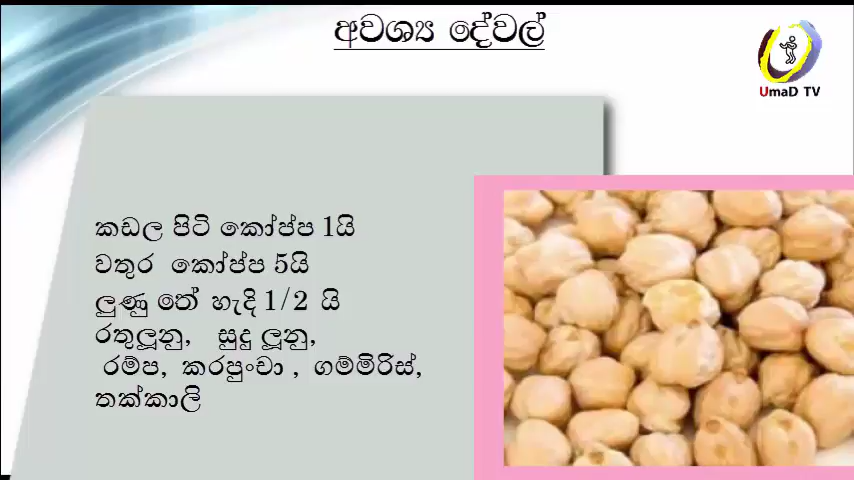 අවශ්‍ය දේවල්
UmaD TV
කඩල පිටි කෝප්ප 1යි
වතුර කෝප්ප 5යි
ලුණු තේ හැදි 1/2 යි
රතුලූනු, සුදු ලූනු,
රම්ප, කරපුංචා , ගම්මිරිස්,
තක්කාලි